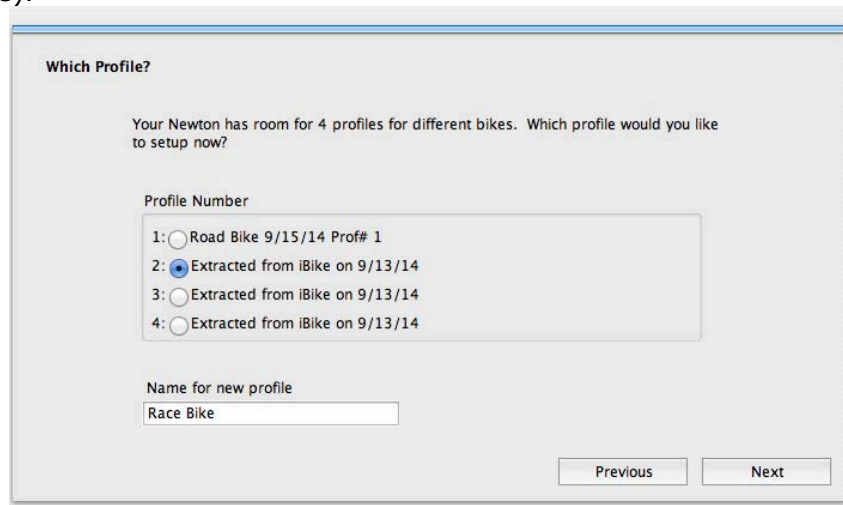 s).
Which Profile?
Your Newton has room for 4 profiles for different bikes. Which profile would you like
to setup now?
Profile Number
1: Road Bike 9/15/14 Prof# 1
2: Extracted from iBike on 9/13/14
3: Extracted from iBike on 9/13/14
4: Extracted from iBike on 9/13/14
Name for new profile
Race Bike
Previous Next